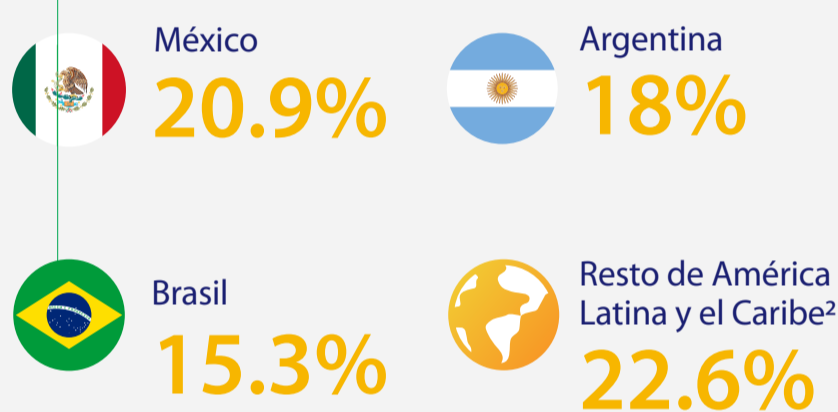 México
20.9%
Argentina
18%
Brasil
15.3%
Resto de América
Latina y el Caribe²
22.6%